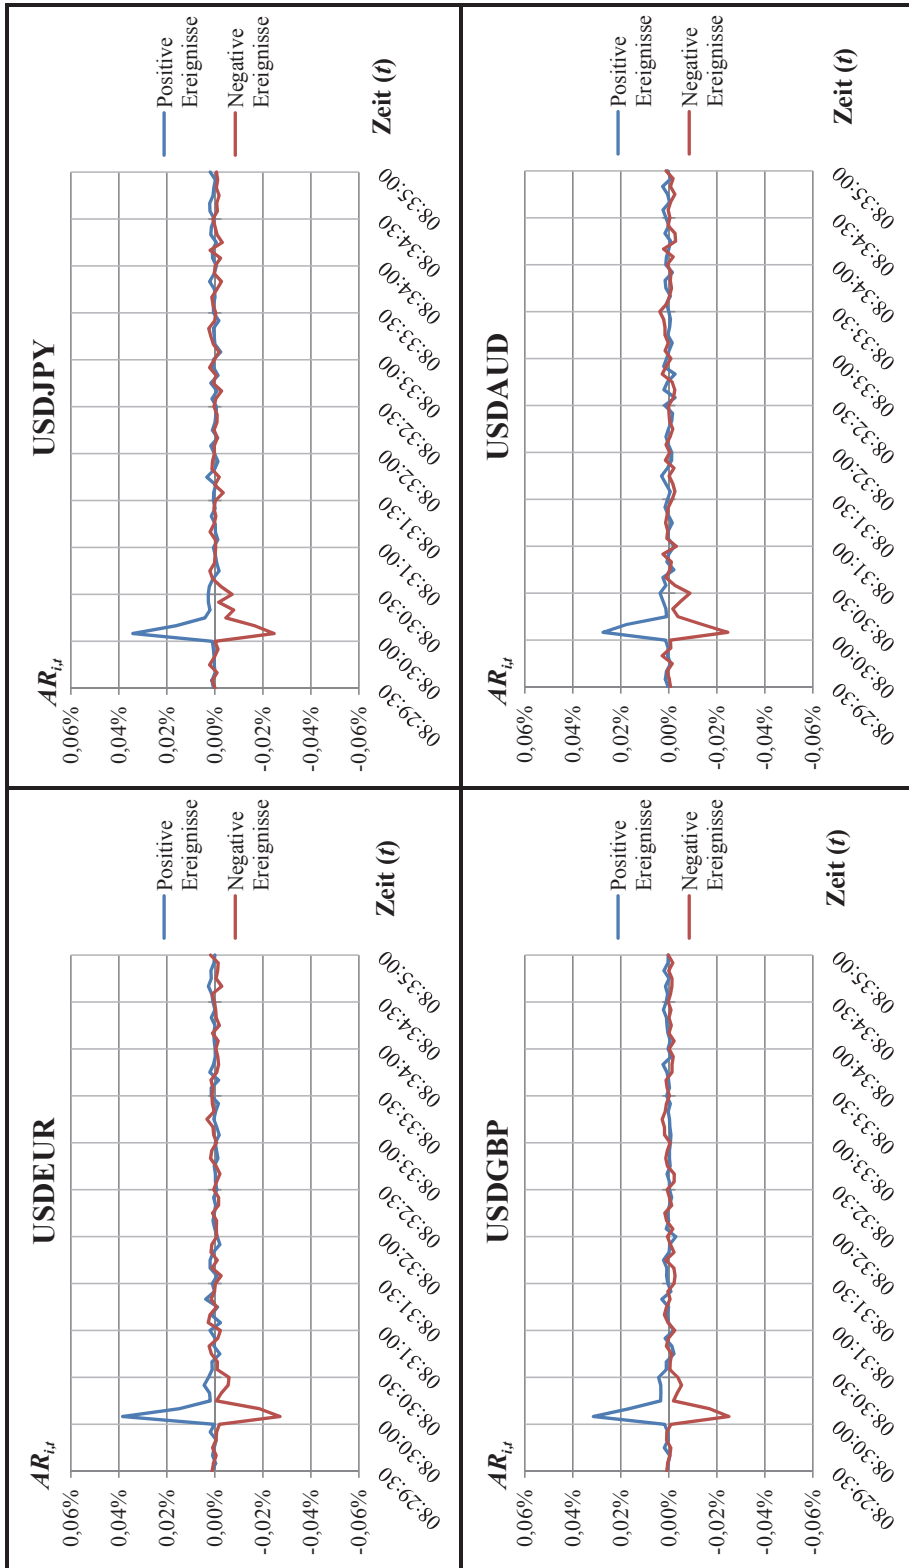 USDEUR
AR_{i,t}
0,06%
0,04%
0,02%
0,00%
-0,02%
-0,04%
-0,06%
08:29:30
08:30:00
08:30:30
08:31:00
08:31:30
08:32:00
08:32:30
08:33:00
08:33:30
08:34:00
08:34:30
08:35:00
Positive
Ereignisse
Negative
Ereignisse
Zeit (t)
USDJPY
AR_{i,t}
0,06%
0,04%
0,02%
0,00%
-0,02%
-0,04%
-0,06%
08:29:30
08:30:00
08:30:30
08:31:00
08:31:30
08:32:00
08:32:30
08:33:00
08:33:30
08:34:00
08:34:30
08:35:00
Positive
Ereignisse
Negative
Ereignisse
Zeit (t)
USDGBP
AR_{i,t}
0,06%
0,04%
0,02%
0,00%
-0,02%
-0,04%
-0,06%
08:29:30
08:30:00
08:30:30
08:31:00
08:31:30
08:32:00
08:32:30
08:33:00
08:33:30
08:34:00
08:34:30
08:35:00
Positive
Ereignisse
Negative
Ereignisse
Zeit (t)
USDAUD
AR_{i,t}
0,06%
0,04%
0,02%
0,00%
-0,02%
-0,04%
-0,06%
08:29:30
08:30:00
08:30:30
08:31:00
08:31:30
08:32:00
08:32:30
08:33:00
08:33:30
08:34:00
08:34:30
08:35:00
Positive
Ereignisse
Negative
Ereignisse
Zeit (t)